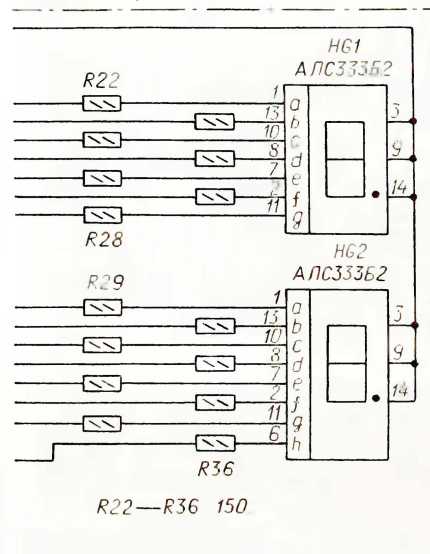 HG1
АЛС333Б2
R22
1 a
13 b 3
10 c
8 d 9
7 e
2 f 14
11 g
R28
HG2
АЛС333Б2
R29
1 a
13 b 3
10 c
8 d 9
7 e
2 f 14
11 g
6 h
R36
R22—R36 150